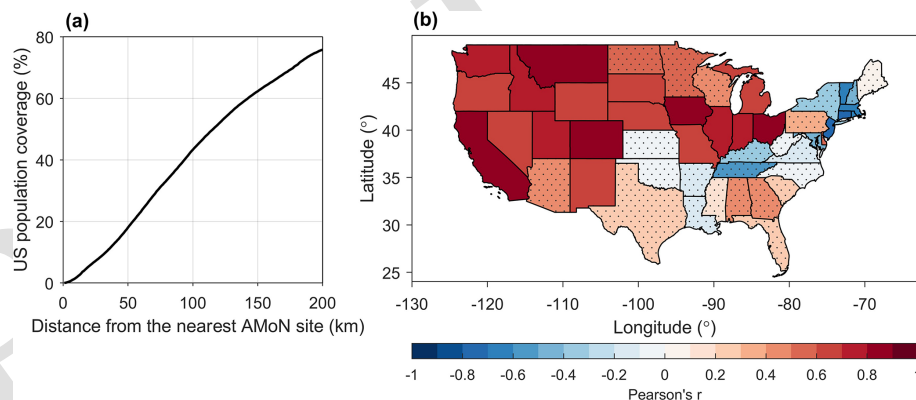 (a)
80
60
40
20
0
US population coverage (%)
0 50 100 150 200
Distance from the nearest AMoN site (km)
(b)
45
40
35
30
25
Latitude (°)
-130 -120 -110 -100 -90 -80 -70
Longitude (°)
-1 -0.8 -0.6 -0.4 -0.2 0 0.2 0.4 0.6 0.8
Pearson's r